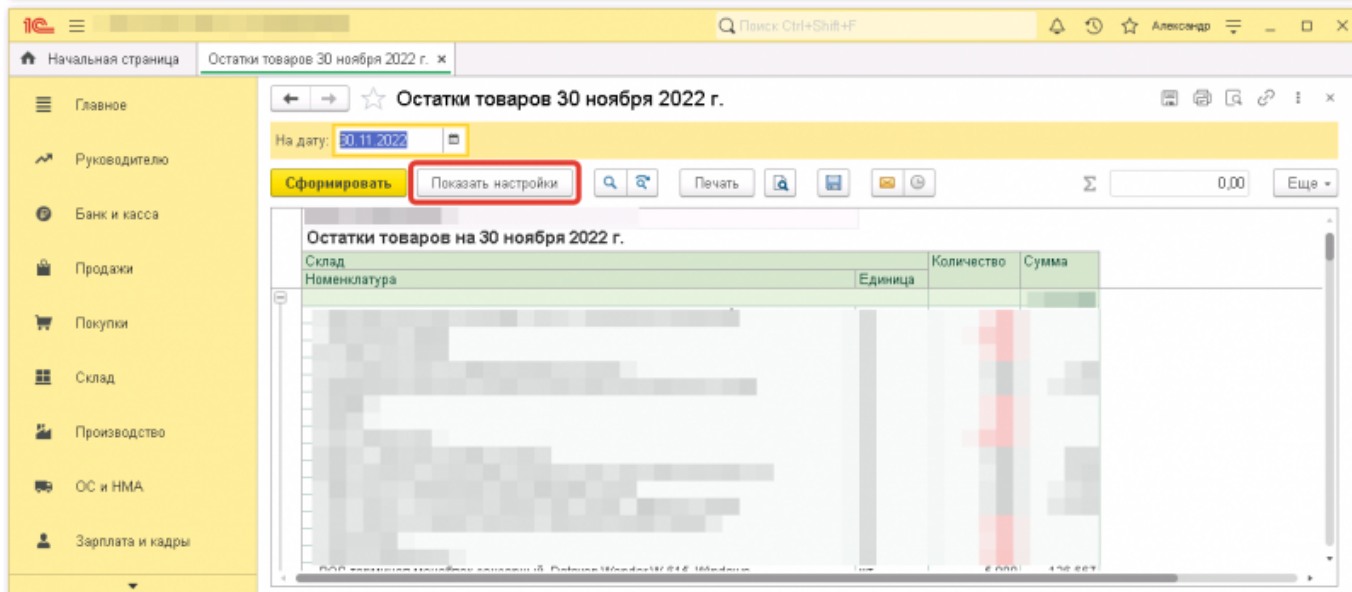 1С Поиск Ctrl+Shift+F Александр
Начальная страница Остатки товаров 30 ноября 2022 г.
Главное
Руководителю
Банк и касса
Продажи
Покупки
Склад
Производство
ОС и НМА
Зарплата и кадры
Остатки товаров 30 ноября 2022 г.
На дату: 30.11.2022
Сформировать Показать настройки Печать Σ 0,00 Еще
Остатки товаров на 30 ноября 2022 г.
Склад Количество Сумма
Номенклатура Единица